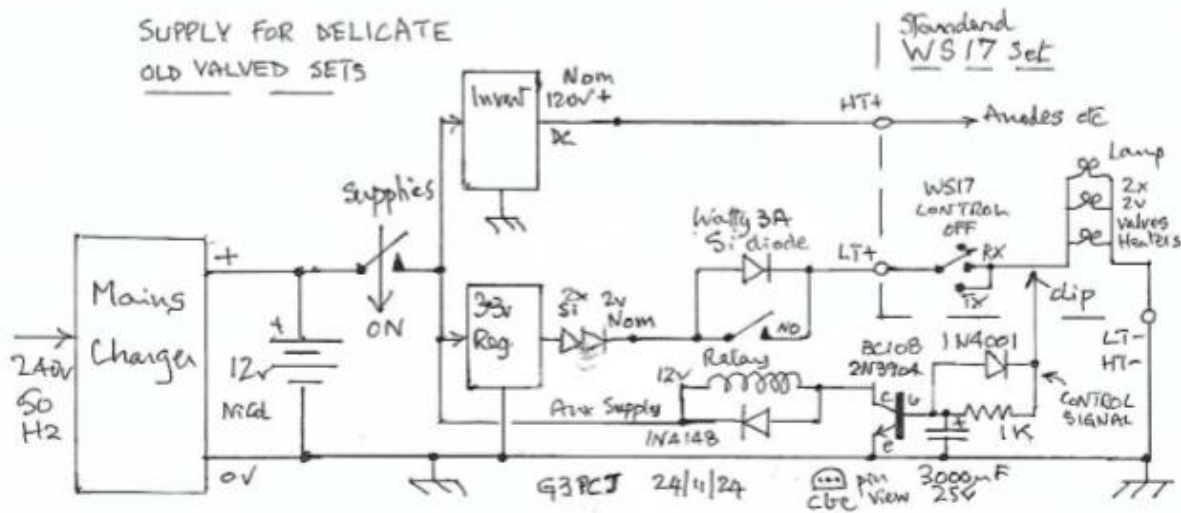 SUPPLY FOR DELICATE
OLD VALVED SETS
Standard
WS17 Set
Invert
Nom
120v+
DC
HT+
Anodes etc
Lamp
2x
2v
Valves
Heaters
Supplies
ON
Watty 3A
Si diode
LT+
WS17
CONTROL
OFF
RX
TX
clip
Mains
Charger
+
0V
240v
50
Hz
+
12v
NiCd
3.3v
Reg
2x
Si
2v
Nom
NO
Relay
12v
Aux Supply
1N4148
BC108
2N3904
c
b
e
1N4001
CONTROL
SIGNAL
1K
+
3000µF
25v
LT-
HT-
G3PCJ 24/11/24
pin
view
cbe